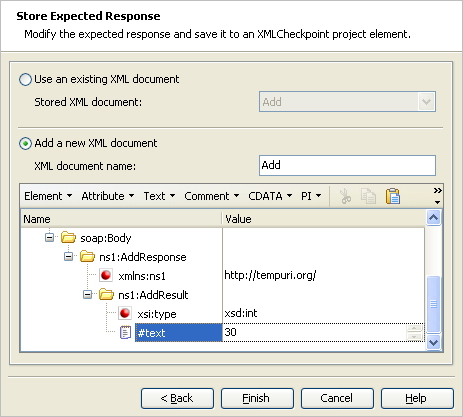 Store Expected Response
Modify the expected response and save it to an XMLCheckpoint project element.
Use an existing XML document
Stored XML document: Add
Add a new XML document
XML document name: Add
Element Attribute Text Comment CDATA PI »
Name Value
soap:Body
ns1:AddResponse
xmlns:ns1 http://tempuri.org/
ns1:AddResult
xsi:type xsd:int
#text 30
< Back Finish Cancel Help